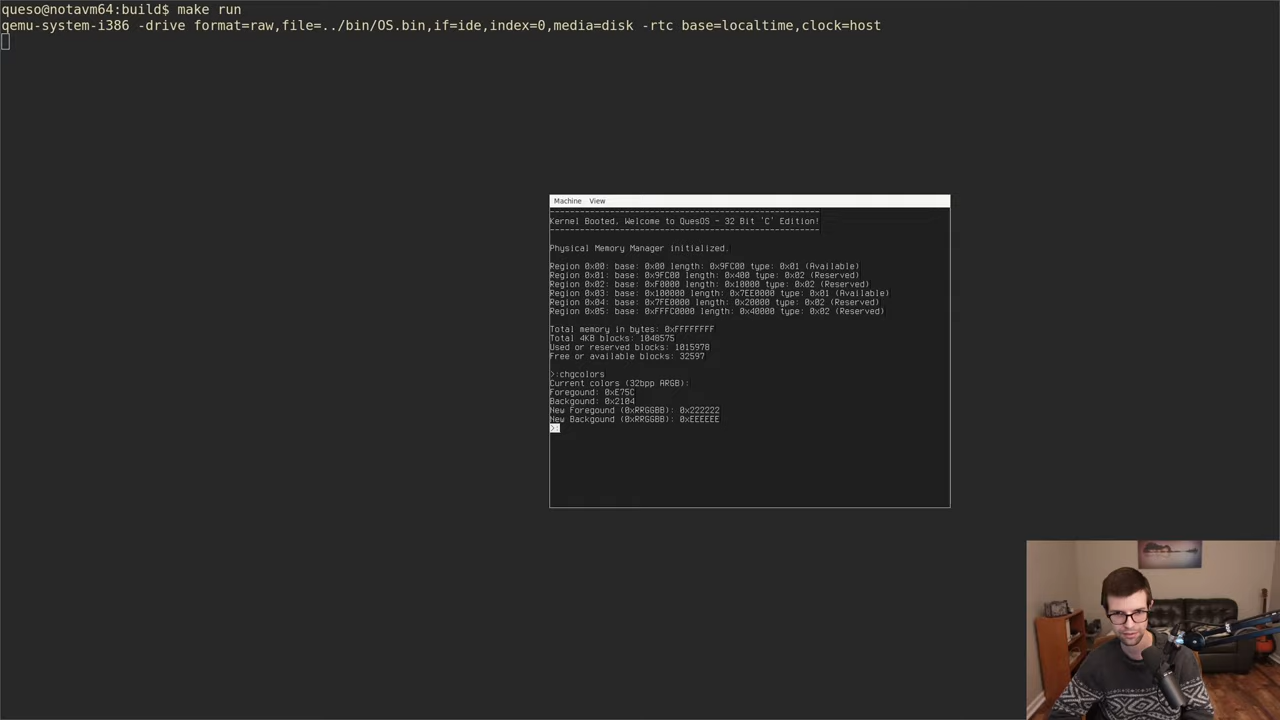 queso@notavm64:build$ make run
qemu-system-i386 -drive format=raw,file=../bin/OS.bin,if=ide,index=0,media=disk -rtc base=localtime,clock=host
Machine View
------------------------------------------------------
Kernel Booted, Welcome to QuesOS - 32 Bit 'C' Edition!
------------------------------------------------------
Physical Memory Manager initialized.
Region 0x00: base: 0x00 length: 0x9FC00 type: 0x01 (Available)
Region 0x01: base: 0x9FC00 length: 0x400 type: 0x02 (Reserved)
Region 0x02: base: 0xF0000 length: 0x10000 type: 0x02 (Reserved)
Region 0x03: base: 0x100000 length: 0x7EE0000 type: 0x01 (Available)
Region 0x04: base: 0x7FE0000 length: 0x20000 type: 0x02 (Reserved)
Region 0x05: base: 0xFFFC0000 length: 0x40000 type: 0x02 (Reserved)
Total memory in bytes: 0xFFFFFFFF
Total 4KB blocks: 1048575
Used or reserved blocks: 1015978
Free or available blocks: 32597
>:chgcolors
Current colors (32bpp ARGB):
Foregound: 0xE75C
Backgound: 0x2104
New Foregound (0xRRGGBB): 0x222222
New Backgound (0xRRGGBB): 0xEEEEEE
>: